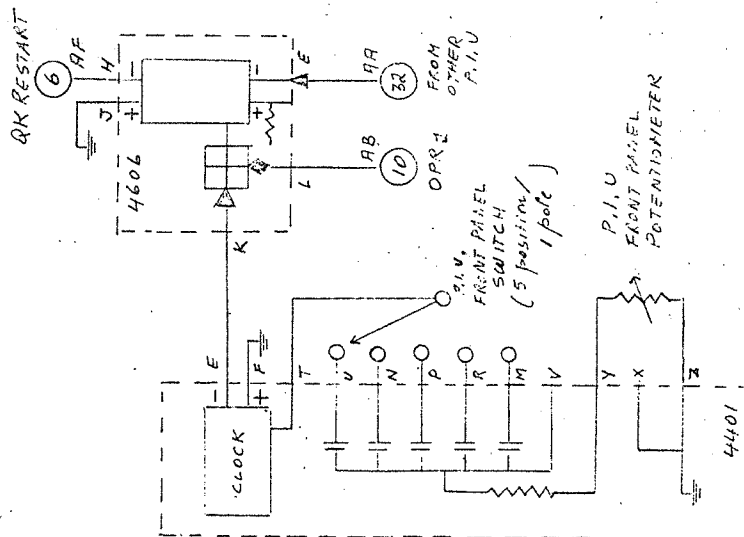 QK RESTART
6
AF
H
J
4606
E
AA
32
FROM
OTHER
P.I.U
AB
10
OPR 1
L
K
E
F
CLOCK
T
U
N
P
R
M
V
Y
X
Z
P.I.U.
FRONT PANEL
SWITCH
(5 position/
1 pole)
P.I.U
FRONT PANEL
POTENTIOMETER
4401